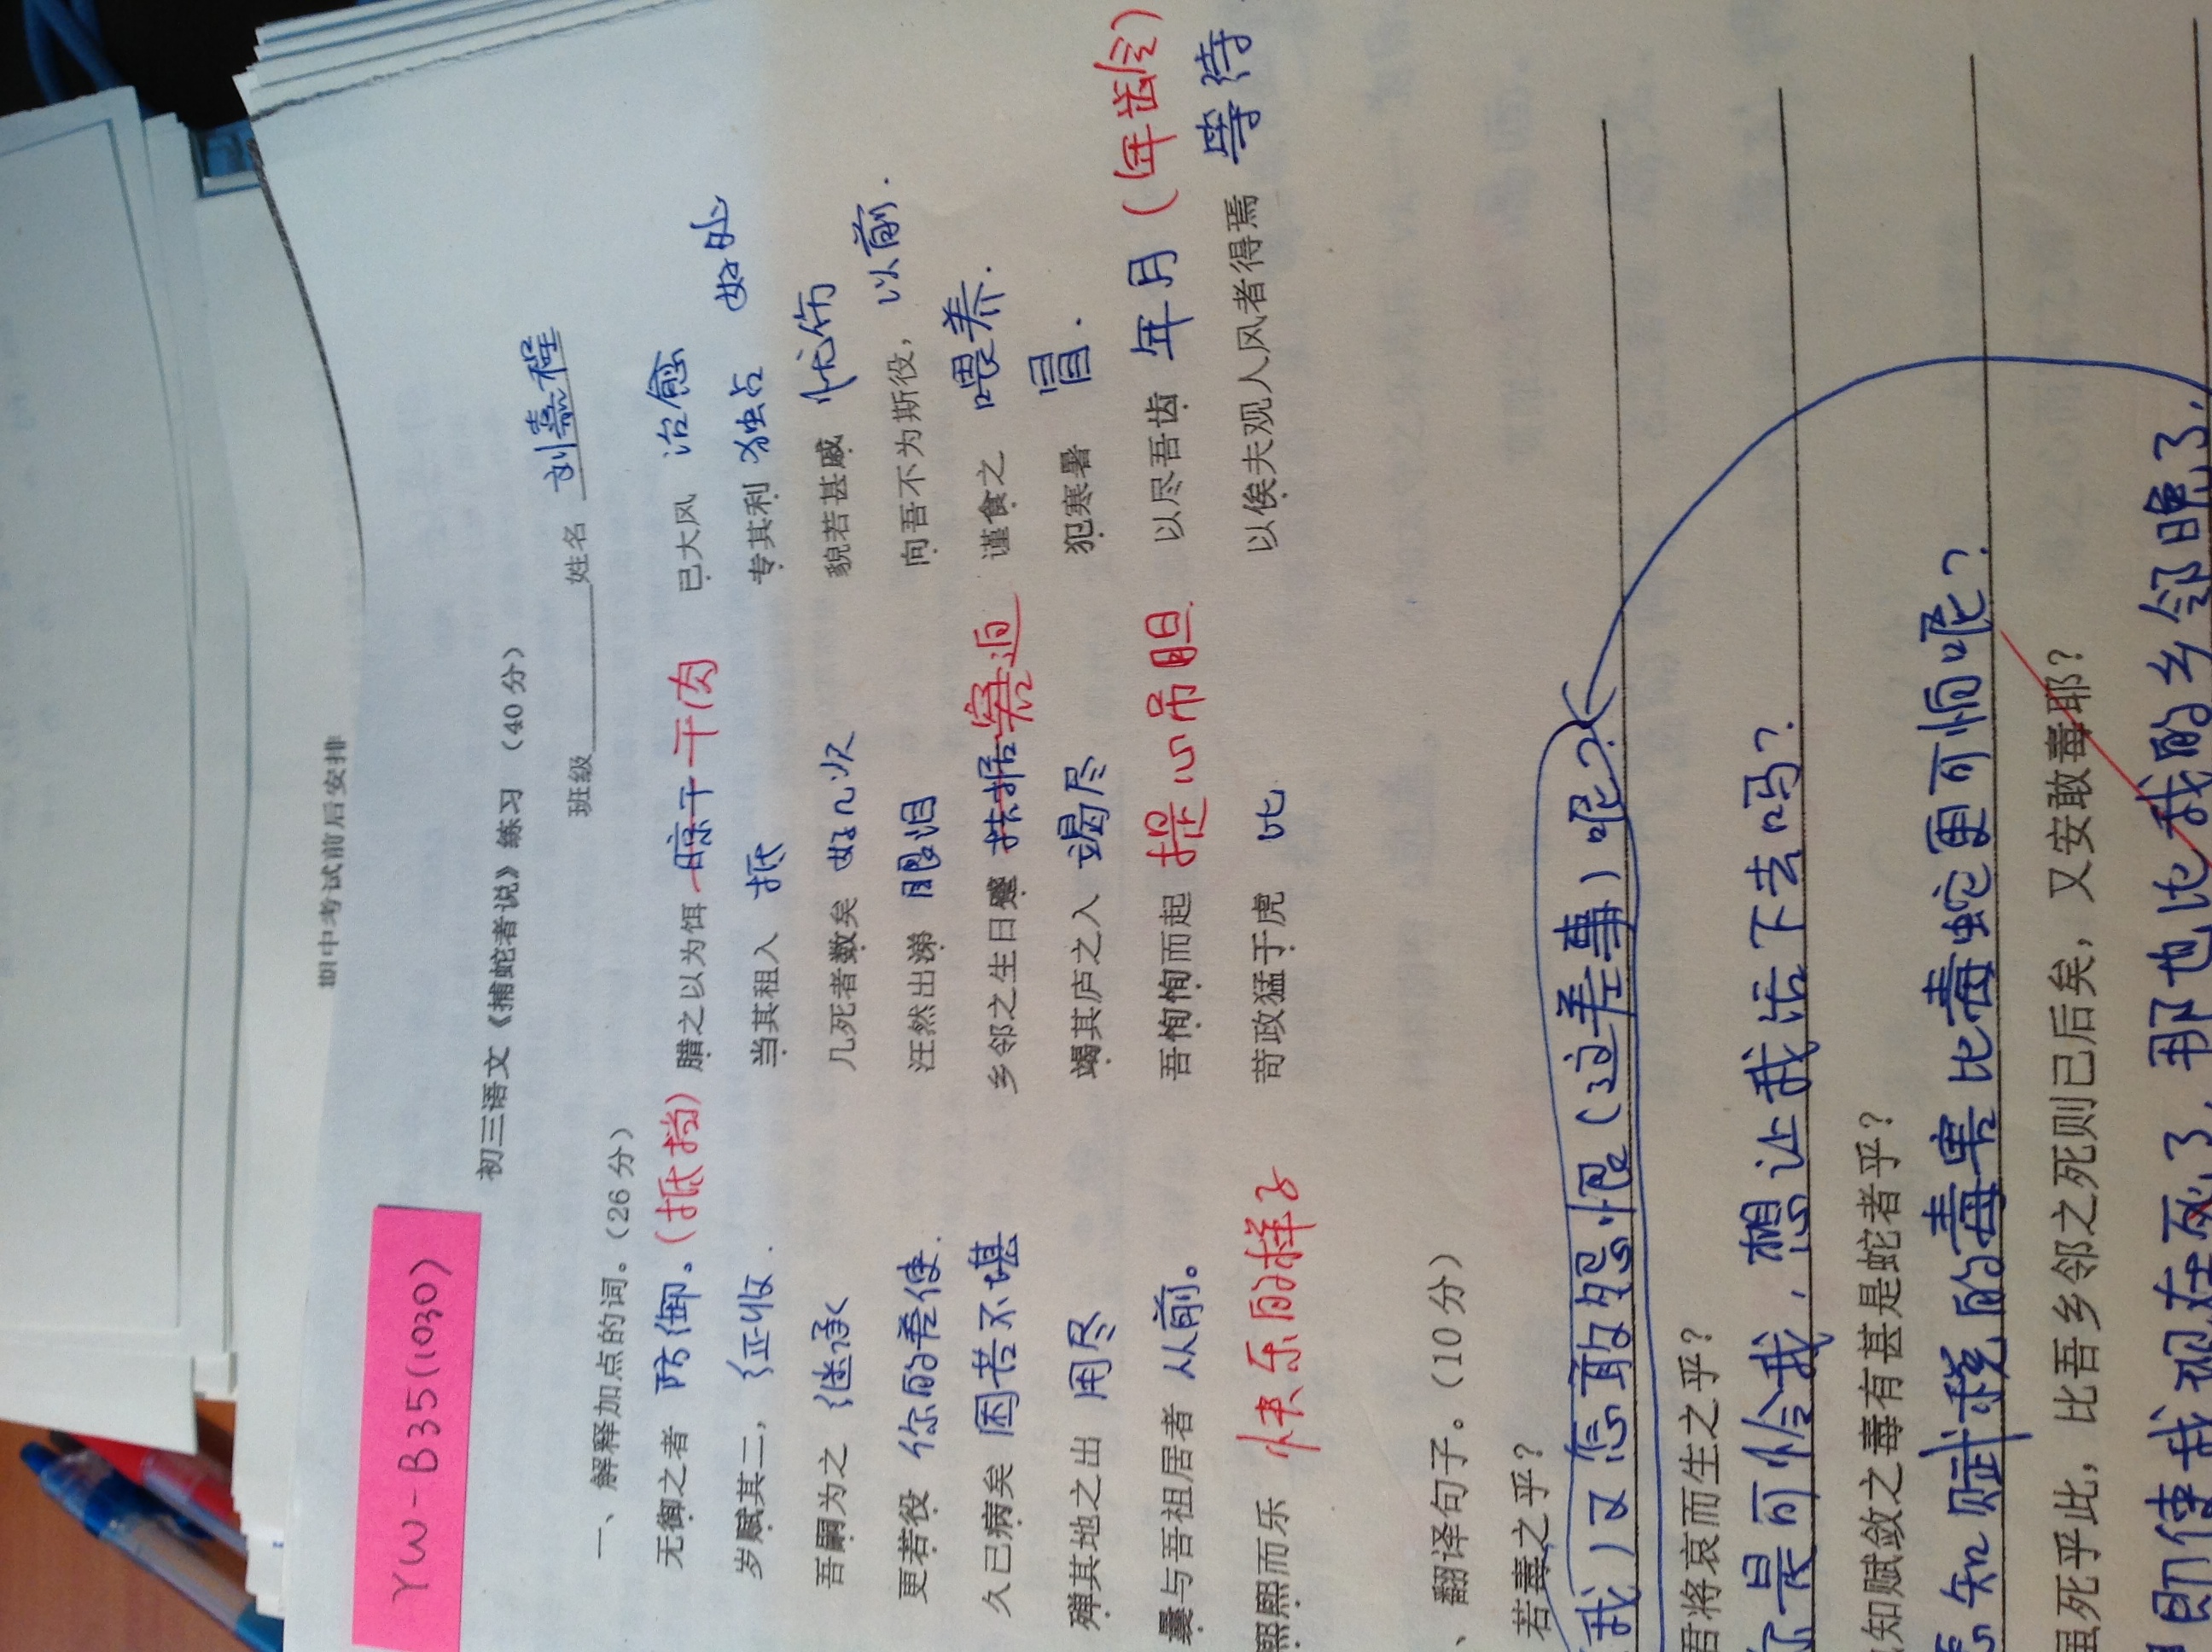 期中考试前后安排
YW-B35(1030)
初三语文《捕蛇者说》练习 （40分）
班级 姓名 刘嘉程
一、解释加点的词。（26分）
无御之者 防御。（抵挡） 腊之以为饵 晾干 干肉 已大风 治愈
岁赋其二， 征收. 当其租入 抵 专其利 独占 好处
吾嗣为之 继承 几死者数矣 好几次 貌若甚戚 忧伤
更若役 你的差使. 汪然出涕 眼泪 向吾不为斯役， 以前.
久已病矣 困苦不堪 乡邻之生日蹙 拮据 窘迫 谨食之 喂养.
殚其地之出 用尽 竭其庐之入 竭尽 犯寒暑 冒.
曩与吾祖居者 从前。 吾恂恂而起 提心吊胆 以尽吾齿 年月（年龄）
熙熙而乐 快乐的样子 苛政猛于虎 比 以俟夫观人风者得焉 等待
、翻译句子。（10分）
若毒之乎？
我）又怎敢怨恨（这差事）呢？
君将哀而生之乎？
你是可怜我，想让我活下去吗？
知赋敛之毒有甚是蛇者乎？
知赋税的毒害比毒蛇更可怕呢？
虽死乎此，比吾乡邻之死则已后矣，又安敢毒耶？
即使我现在死了，那也比我的乡邻晚了，